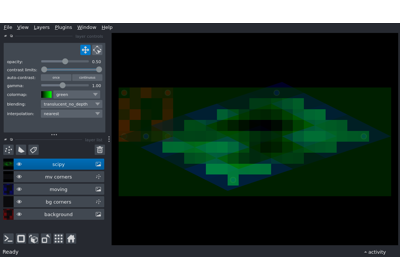 File View Layers Plugins Window Help
opacity: 0.50
contrast limits:
auto-contrast: once continuous
gamma: 1.00
colormap: green
blending: translucent_no_depth
interpolation: nearest
scipy
mv corners
moving
bg corners
background
Ready
activity